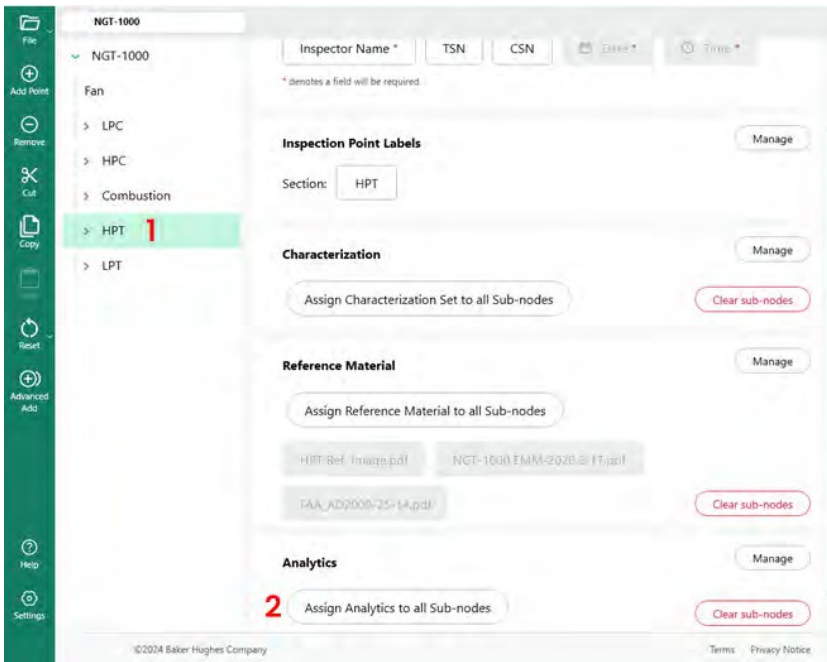 NGT-1000
File
Add Point
Remove
Cut
Copy
Reset
Advanced
Add
Help
Settings
NGT-1000
Fan
LPC
HPC
Combustion
HPT 1
LPT
Inspector Name *
TSN
CSN
Time *
* denotes a field will be required
Inspection Point Labels
Manage
Section:
HPT
Characterization
Manage
Assign Characterization Set to all Sub-nodes
Clear sub-nodes
Reference Material
Manage
Assign Reference Material to all Sub-nodes
HPT Ref. Image.pdf
Clear sub-nodes
Analytics
Manage
2 Assign Analytics to all Sub-nodes
Clear sub-nodes
©2024 Baker Hughes Company
Terms Privacy Notice